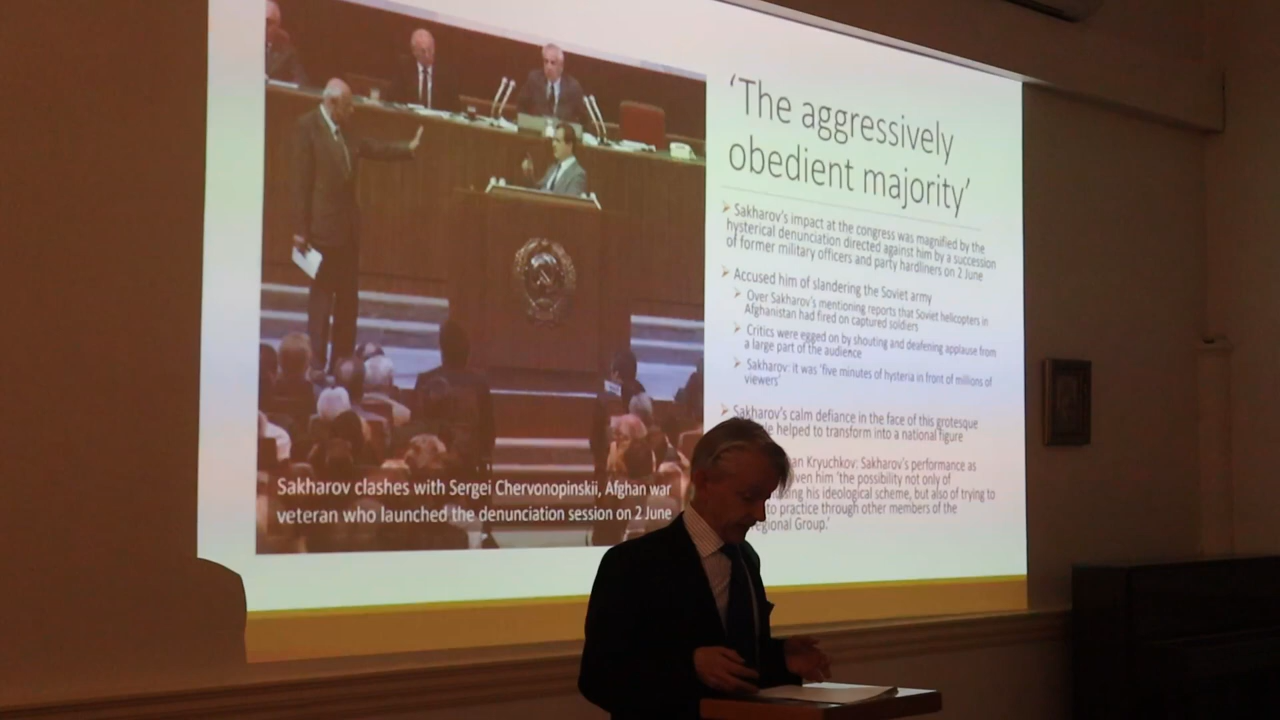 'The aggressively
obedient majority'
Sakharov's impact at the congress was magnified by the
hysterical denunciation directed against him by a succession
of former military officers and party hardliners on 2 June
Accused him of slandering the Soviet army
Over Sakharov's mentioning reports that Soviet helicopters in
Afghanistan had fired on captured soldiers
Critics were egged on by shouting and deafening applause from
a large part of the audience
Sakharov: it was 'five minutes of hysteria in front of millions of
viewers'
Sakharov's calm defiance in the face of this grotesque
helped to transform into a national figure
Kryuchkov: Sakharov's performance as
him 'the possibility not only of
his ideological scheme, but also of trying to
to practice through other members of the
Group.'
Sakharov clashes with Sergei Chervonopinskii, Afghan war
veteran who launched the denunciation session on 2 June